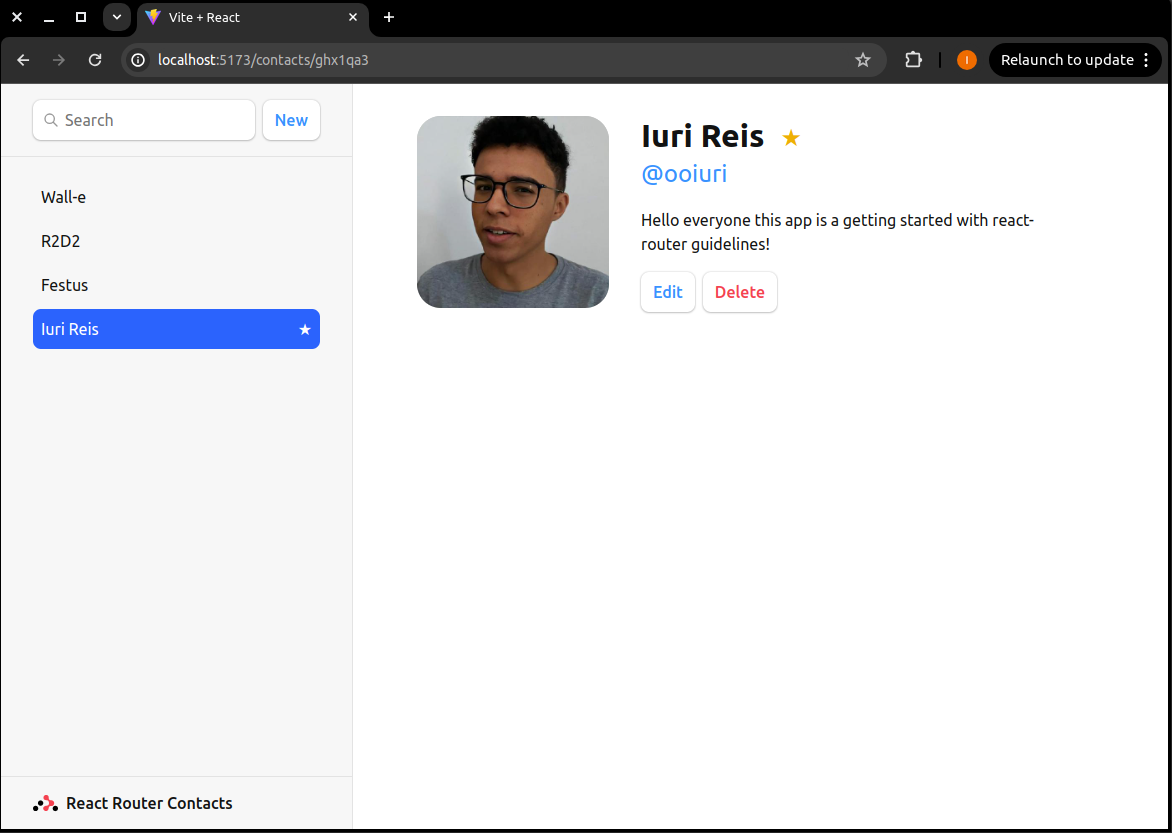 Vite + React
localhost:5173/contacts/ghx1qa3
I
Relaunch to update
Search
New
Wall-e
R2D2
Festus
Iuri Reis ★
React Router Contacts
Iuri Reis ★
@ooiuri
Hello everyone this app is a getting started with react-
router guidelines!
Edit
Delete